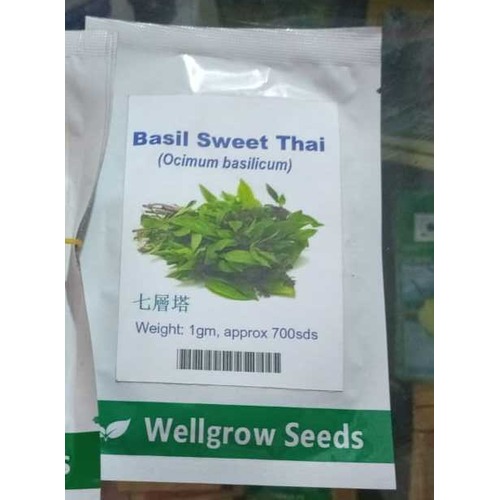 Basil Sweet Thai
(Ocimum basilicum)
七層塔
Weight: 1gm, approx 700sds
Wellgrow Seeds
s